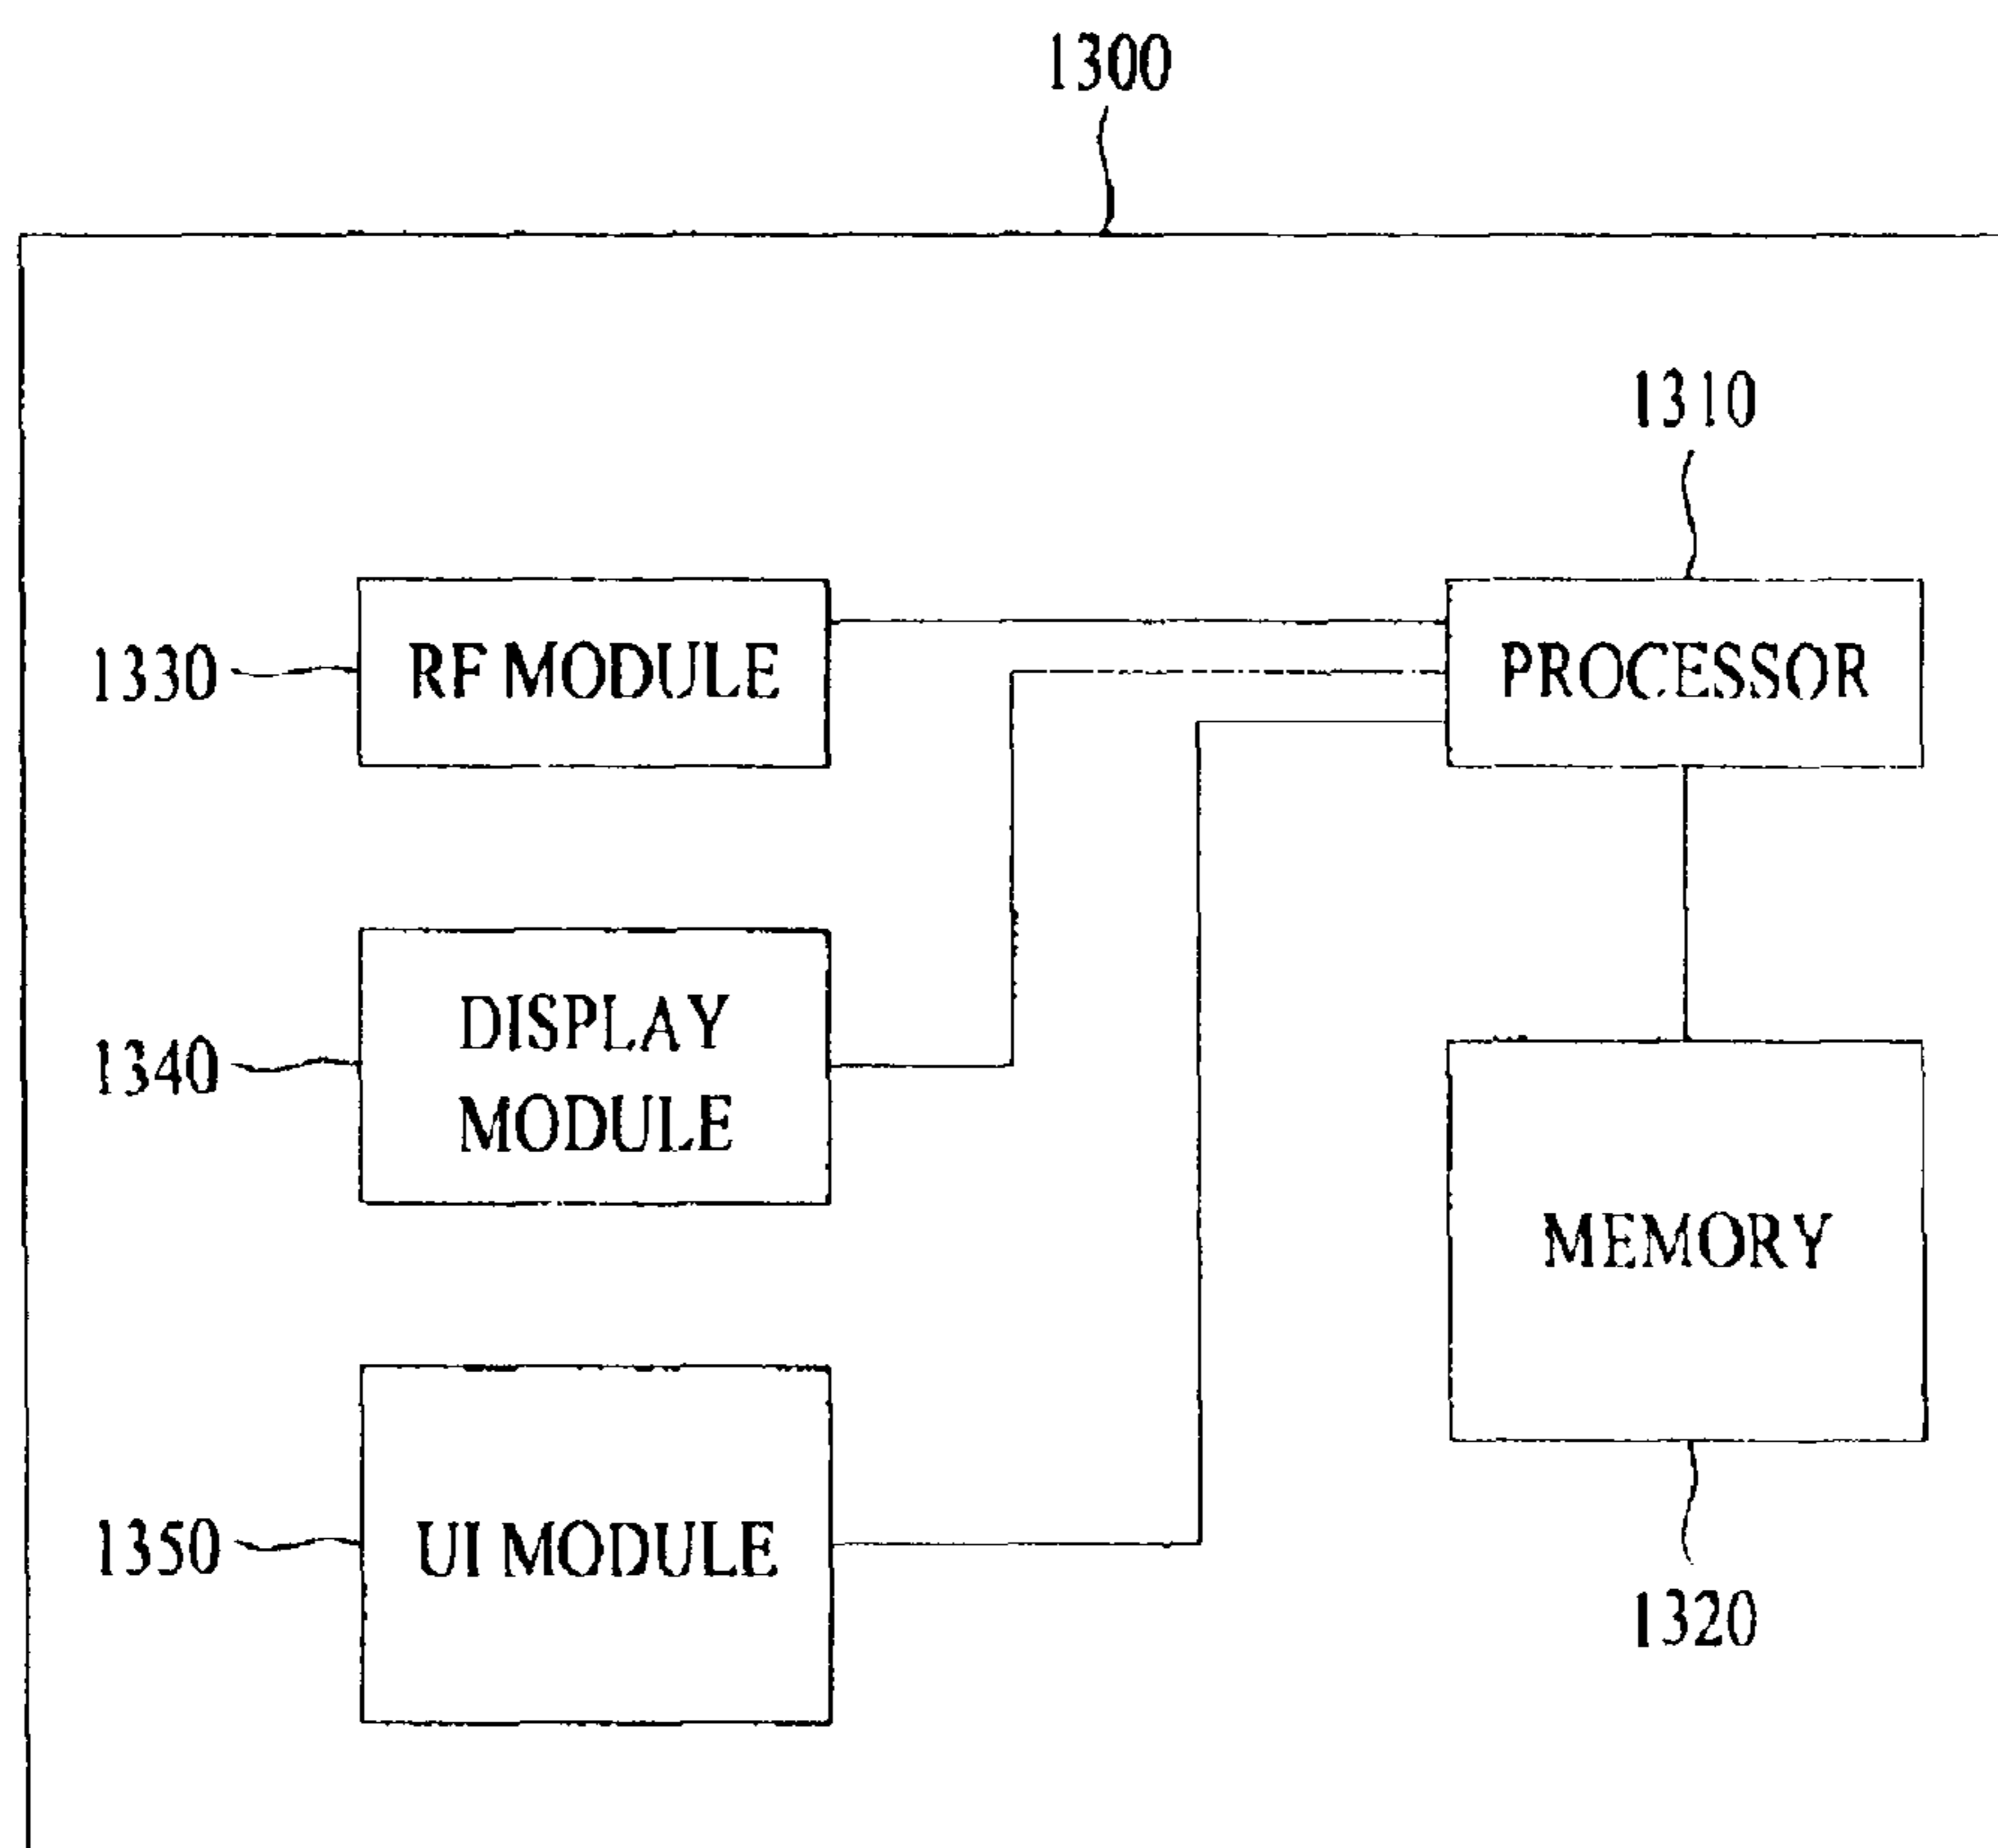 1300
1310
1330
RF MODULE
PROCESSOR
1340
DISPLAY
MODULE
MEMORY
1350
UI MODULE
1320